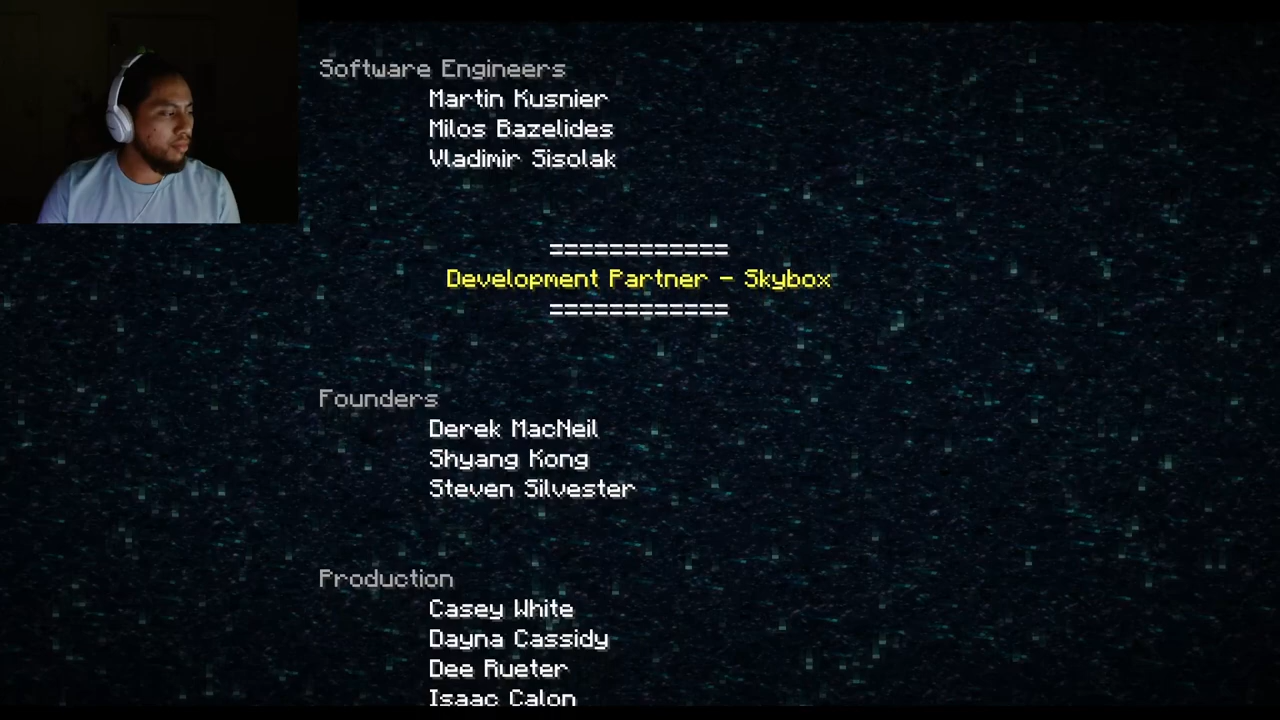 Software Engineers
Martin Kusnier
Milos Bazelides
Vladimir Sisolak
============
Development Partner - Skybox
============
Founders
Derek MacNeil
Shyang Kong
Steven Silvester
Production
Casey White
Dayna Cassidy
Dee Rueter
Isaac Calon